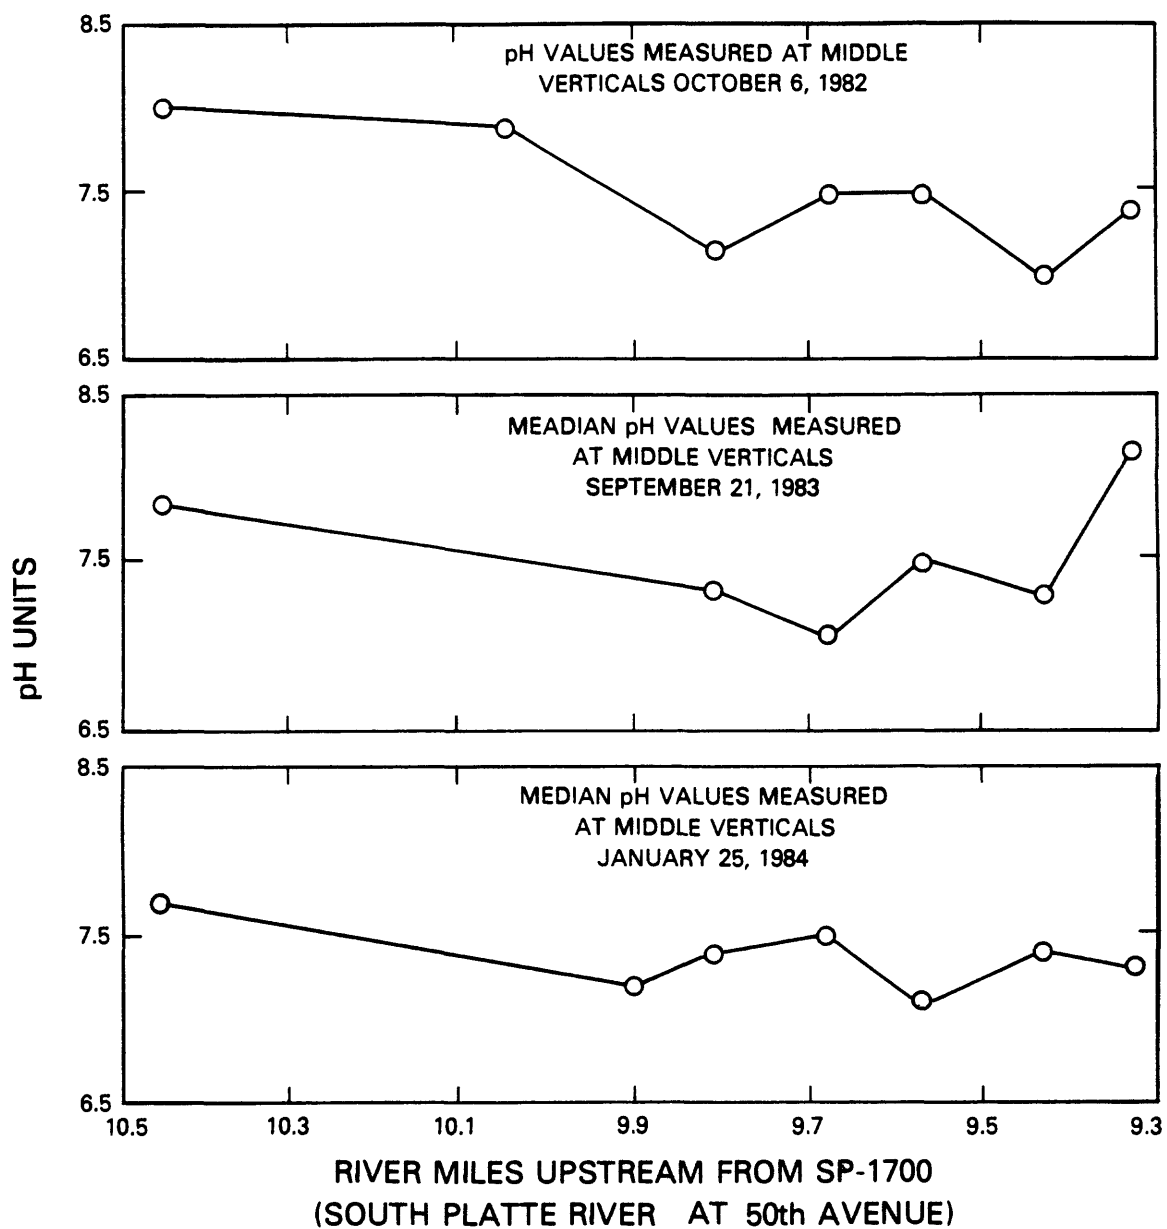 8.5
pH VALUES MEASURED AT MIDDLE
VERTICALS OCTOBER 6, 1982
7.5
6.5
8.5
MEADIAN pH VALUES MEASURED
AT MIDDLE VERTICALS
SEPTEMBER 21, 1983
7.5
6.5
8.5
MEDIAN pH VALUES MEASURED
AT MIDDLE VERTICALS
JANUARY 25, 1984
7.5
6.5
pH UNITS
10.5 10.3 10.1 9.9 9.7 9.5 9.3
RIVER MILES UPSTREAM FROM SP-1700
(SOUTH PLATTE RIVER AT 50th AVENUE)